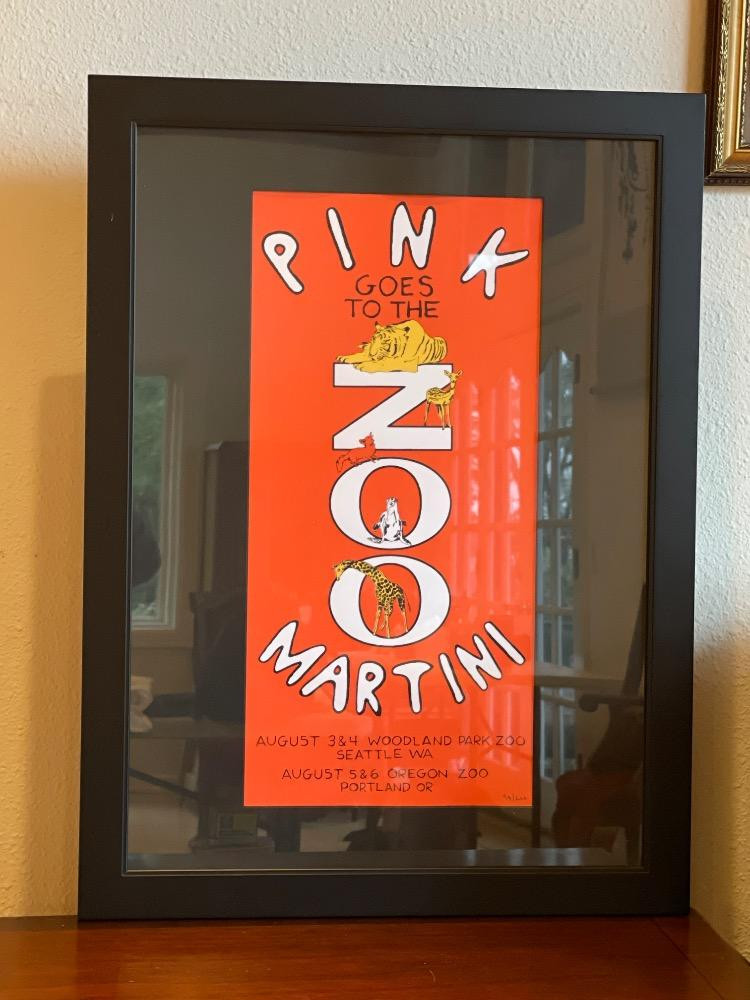 PINK
GOES
TO THE
ZOO
MARTINI
AUGUST 3&4 WOODLAND PARK ZOO
SEATTLE WA
AUGUST 5&6 OREGON ZOO
PORTLAND OR